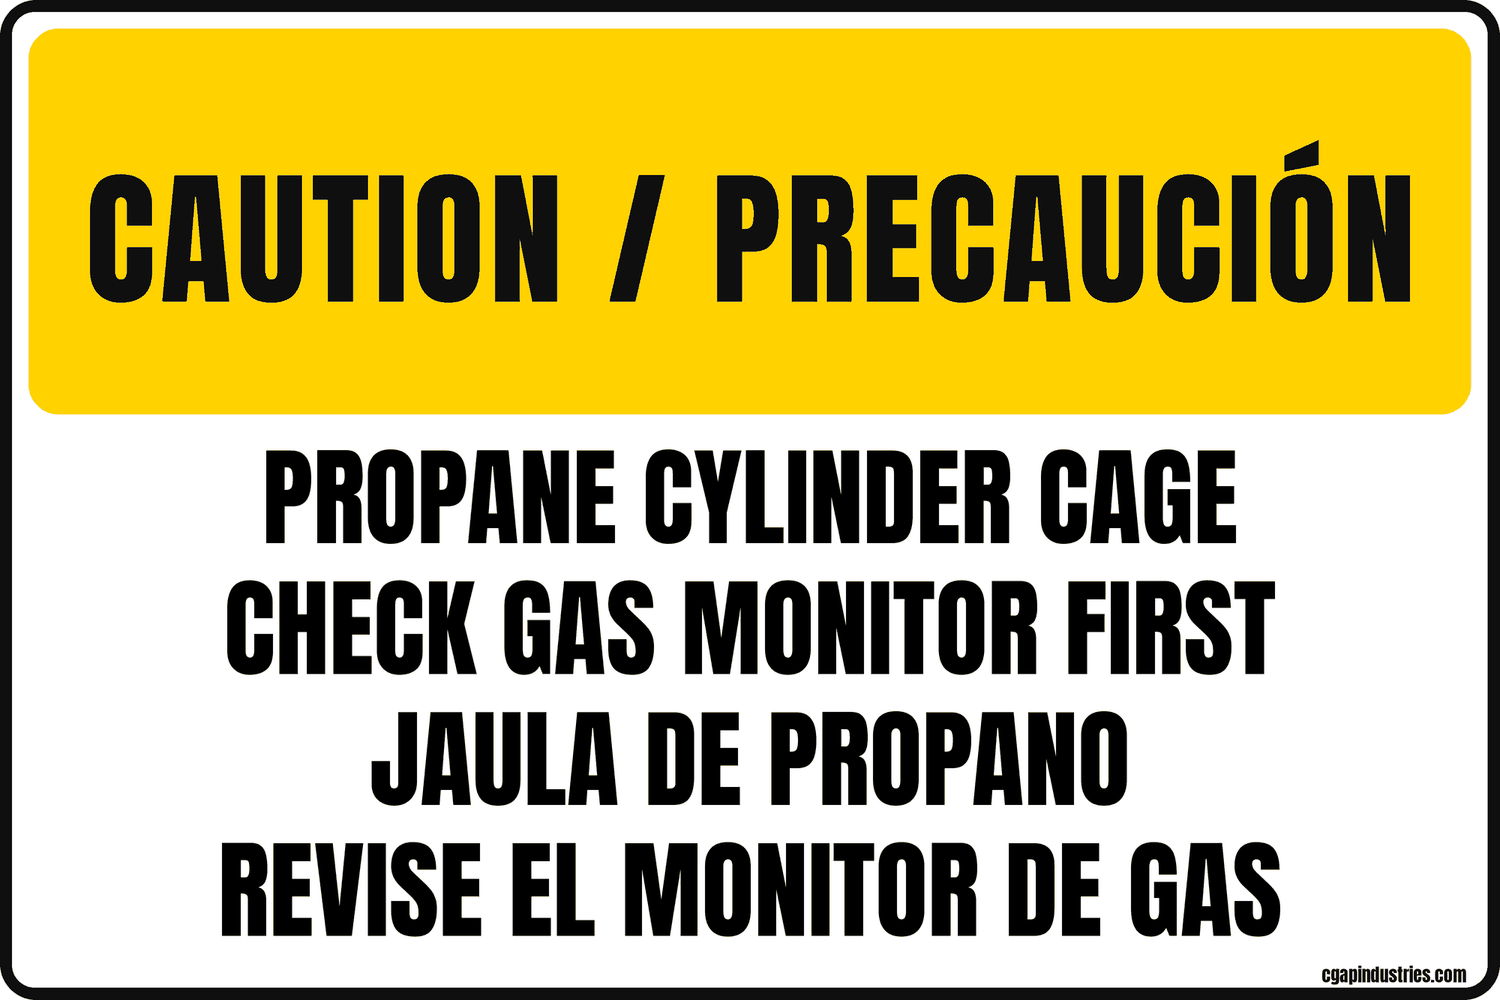 CAUTION / PRECAUCIÓN
PROPANE CYLINDER CAGE
CHECK GAS MONITOR FIRST
JAULA DE PROPANO
REVISE EL MONITOR DE GAS
cgapindustries.com